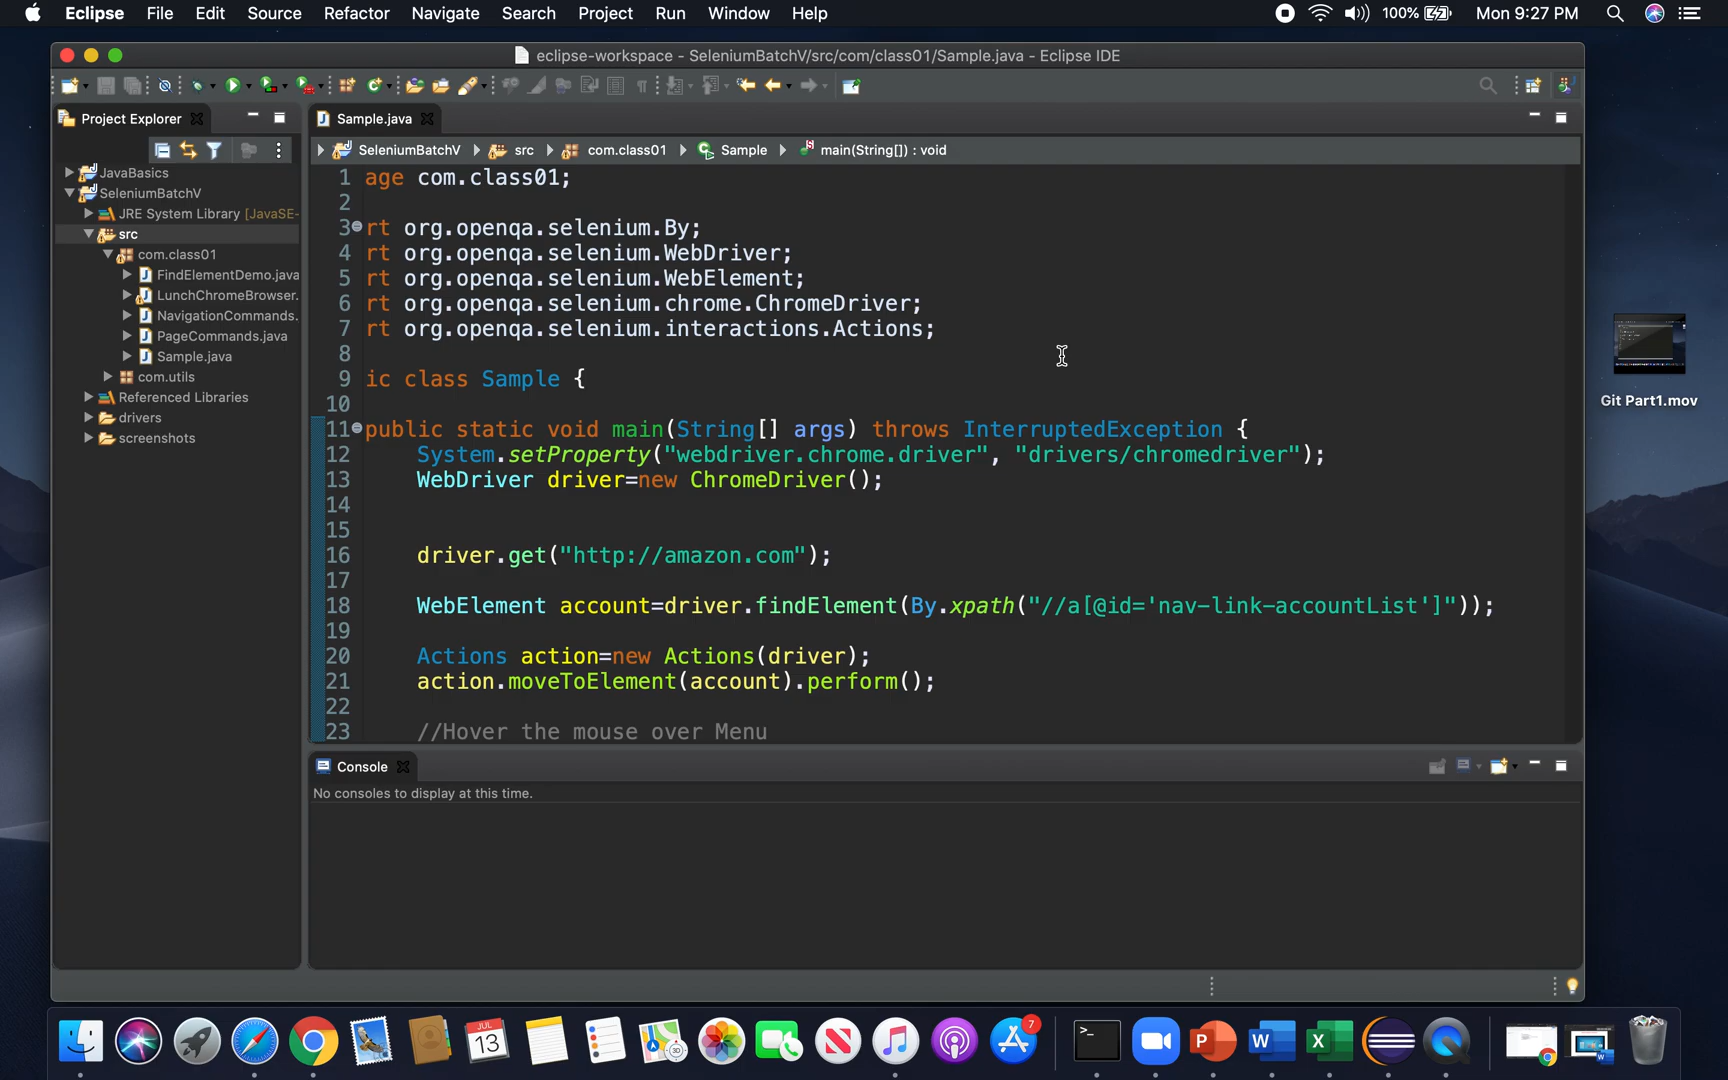 Eclipse File Edit Source Refactor Navigate Search Project Run Window Help 100% Mon 9:27 PM
eclipse-workspace - SeleniumBatchV/src/com/class01/Sample.java - Eclipse IDE
Project Explorer
Sample.java
SeleniumBatchV src com.class01 Sample main(String[]) : void
JavaBasics
SeleniumBatchV
JRE System Library [JavaSE-
src
com.class01
FindElementDemo.java
LunchChromeBrowser.
NavigationCommands.
PageCommands.java
Sample.java
com.utils
Referenced Libraries
drivers
screenshots
1 age com.class01;
2
3 rt org.openqa.selenium.By;
4 rt org.openqa.selenium.WebDriver;
5 rt org.openqa.selenium.WebElement;
6 rt org.openqa.selenium.chrome.ChromeDriver;
7 rt org.openqa.selenium.interactions.Actions;
8
9 ic class Sample {
10
11 public static void main(String[] args) throws InterruptedException {
12 System.setProperty("webdriver.chrome.driver", "drivers/chromedriver");
13 WebDriver driver=new ChromeDriver();
14
15
16 driver.get("http://amazon.com");
17
18 WebElement account=driver.findElement(By.xpath("//a[@id='nav-link-accountList']"));
19
20 Actions action=new Actions(driver);
21 action.moveToElement(account).perform();
22
23 //Hover the mouse over Menu
Console
No consoles to display at this time.
Git Part1.mov
JUL
13
3D
7
>_
P
W
X